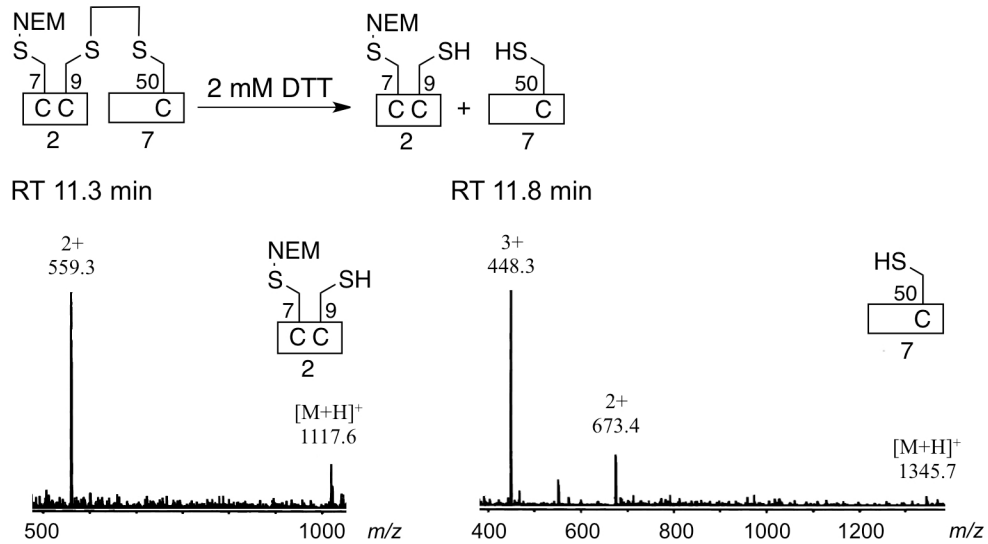 NEM NEM
S S S S SH HS
7 9 50 2 mM DTT 7 9 50
C C C C C + C
2 7 2 7
RT 11.3 min RT 11.8 min
2+
559.3
NEM
S SH
7 9
C C
2
[M+H]+
1117.6
500 1000 m/z
3+
448.3
HS
50
C
7
2+
673.4
[M+H]+
1345.7
400 600 800 1000 1200 m/z